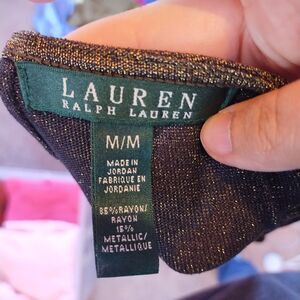 LAUREN
RALPH LAUREN
M/M
MADE IN
JORDAN
FABRIQUE EN
JORDANIE
85%RAYON/
RAYON
15%
METALLIC/
METALLIQUE